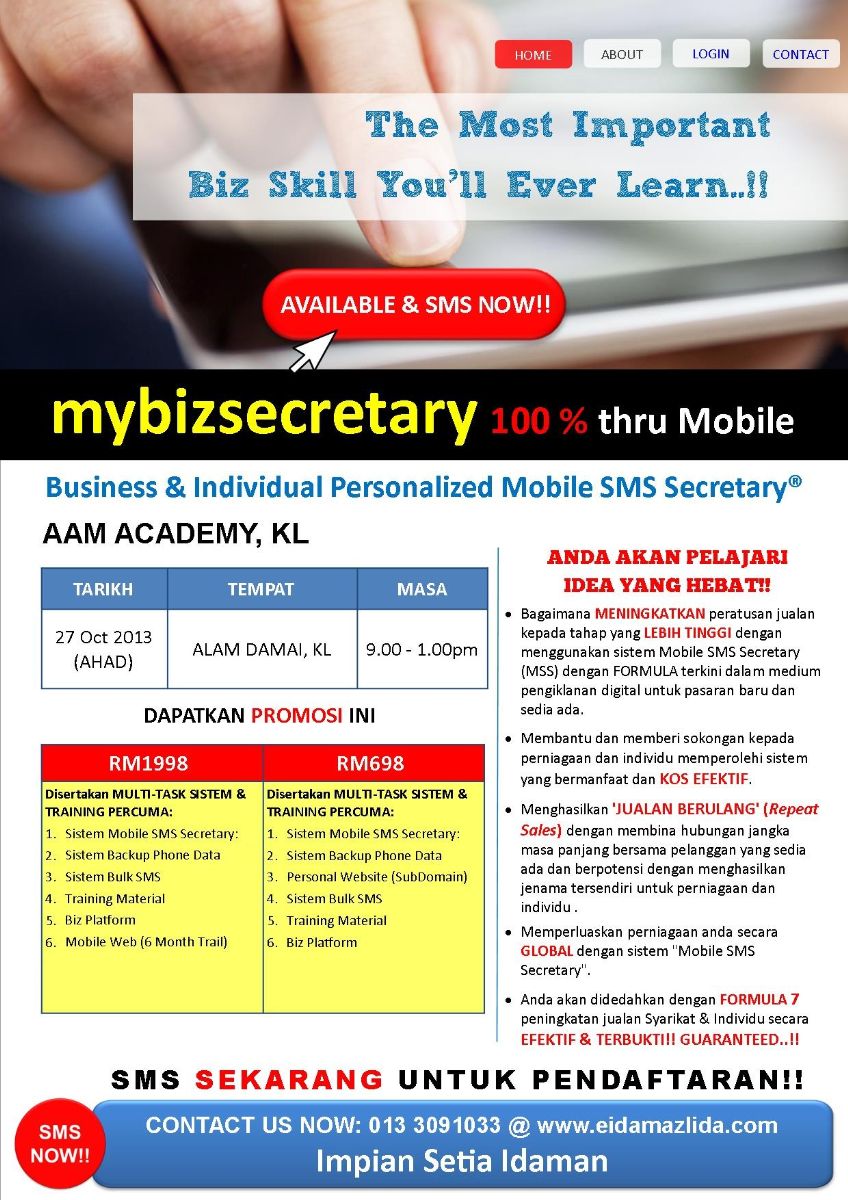 HOME
ABOUT
LOGIN
CONTACT
The Most Important
Biz Skill You'll Ever Learn..!!
AVAILABLE & SMS NOW!!
mybizsecretary 100 % thru Mobile
Business & Individual Personalized Mobile SMS Secretary®
AAM ACADEMY, KL
TARIKH TEMPAT MASA
27 Oct 2013
(AHAD)
ALAM DAMAI, KL
9.00 - 1.00pm
DAPATKAN PROMOSI INI
RM1998
Disertakan MULTI-TASK SISTEM &
TRAINING PERCUMA:
1. Sistem Mobile SMS Secretary:
2. Sistem Backup Phone Data
3. Sistem Bulk SMS
4. Training Material
5. Biz Platform
6. Mobile Web (6 Month Trail)
RM698
Disertakan MULTI-TASK SISTEM &
TRAINING PERCUMA:
1. Sistem Mobile SMS Secretary:
2. Sistem Backup Phone Data
3. Personal Website (SubDomain)
4. Sistem Bulk SMS
5. Training Material
6. Biz Platform
ANDA AKAN PELAJARI
IDEA YANG HEBAT!!
• Bagaimana MENINGKATKAN peratusan jualan
kepada tahap yang LEBIH TINGGI dengan
menggunakan sistem Mobile SMS Secretary
(MSS) dengan FORMULA terkini dalam medium
pengiklanan digital untuk pasaran baru dan
sedia ada.
• Membantu dan memberi sokongan kepada
perniagaan dan individu memperolehi sistem
yang bermanfaat dan KOS EFEKTIF.
• Menghasilkan 'JUALAN BERULANG' (Repeat
Sales) dengan membina hubungan jangka
masa panjang bersama pelanggan yang sedia
ada dan berpotensi dengan menghasilkan
jenama tersendiri untuk perniagaan dan
individu .
• Memperluaskan perniagaan anda secara
GLOBAL dengan sistem "Mobile SMS
Secretary".
• Anda akan didedahkan dengan FORMULA 7
peningkatan jualan Syarikat & Individu secara
EFEKTIF & TERBUKTI!! GUARANTEED..!!
SMS SEKARANG UNTUK PENDAFTARAN!!
SMS
NOW!!
CONTACT US NOW: 013 3091033 @ www.eidamazlida.com
Impian Setia Idaman